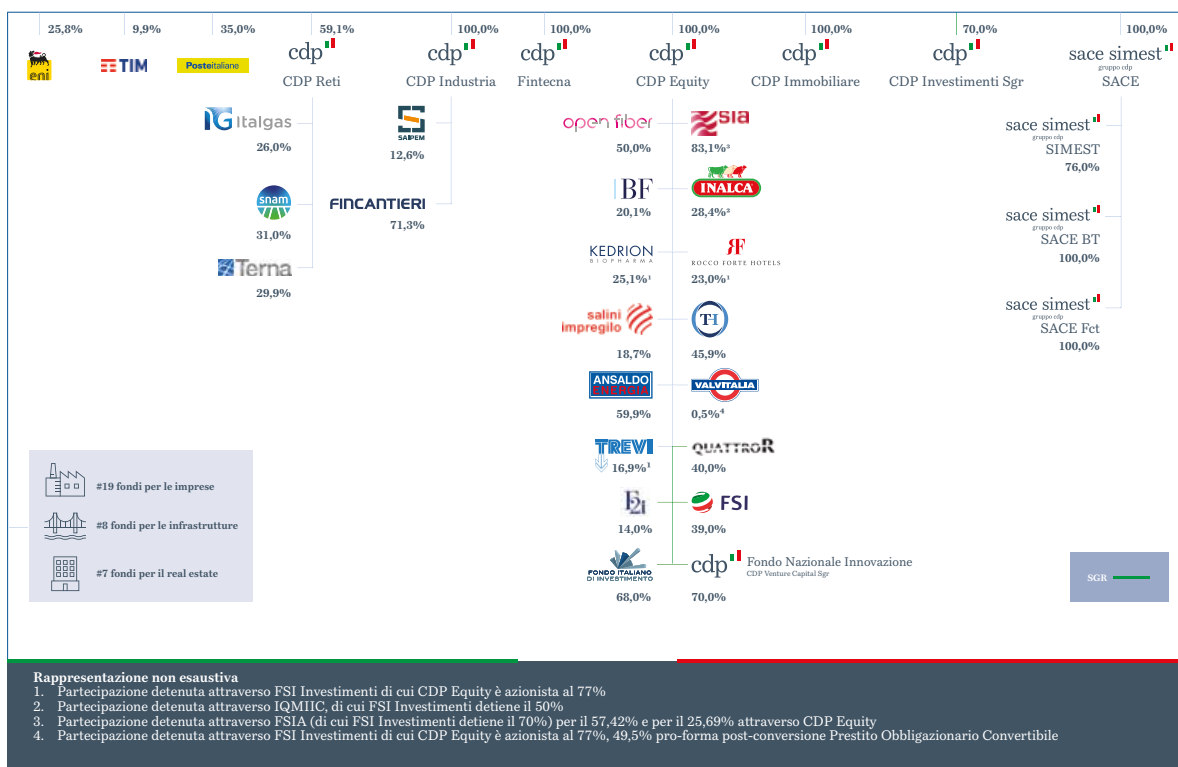 25,8%
9,9%
35,0%
59,1%
100,0%
100,0%
100,0%
100,0%
70,0%
100,0%
eni
TIM
Posteitaliane
cdp
CDP Reti
cdp
CDP Industria
cdp
Fintecna
cdp
CDP Equity
cdp
CDP Immobiliare
cdp
CDP Investimenti Sgr
sace simest
gruppo cdp
SACE
IG Italgas
26,0%
snam
31,0%
Terna
29,9%
SAIPEM
12,6%
FINCANTIERI
71,3%
open fiber
50,0%
sia
83,1%³
BF
20,1%
INALCA
28,4%²
KEDRION
BIOPHARMA
25,1%¹
RF
ROCCO FORTE HOTELS
23,0%¹
salini
impregilo
18,7%
TH
45,9%
ANSALDO
ENERGIA
59,9%
VALVITALIA
0,5%⁴
TREVI
16,9%¹
QUATTROR
40,0%
F2i
14,0%
FSI
39,0%
FONDO ITALIANO
DI INVESTIMENTO
68,0%
cdp
Fondo Nazionale Innovazione
CDP Venture Capital Sgr
70,0%
sace simest
gruppo cdp
SIMEST
76,0%
sace simest
gruppo cdp
SACE BT
100,0%
sace simest
gruppo cdp
SACE Fct
100,0%
#19 fondi per le imprese
#8 fondi per le infrastrutture
#7 fondi per il real estate
SGR
Rappresentazione non esaustiva
1. Partecipazione detenuta attraverso FSI Investimenti di cui CDP Equity è azionista al 77%
2. Partecipazione detenuta attraverso IQMIIC, di cui FSI Investimenti detiene il 50%
3. Partecipazione detenuta attraverso FSIA (di cui FSI Investimenti detiene il 70%) per il 57,42% e per il 25,69% attraverso CDP Equity
4. Partecipazione detenuta attraverso FSI Investimenti di cui CDP Equity è azionista al 77%, 49,5% pro-forma post-conversione Prestito Obbligazionario Convertibile